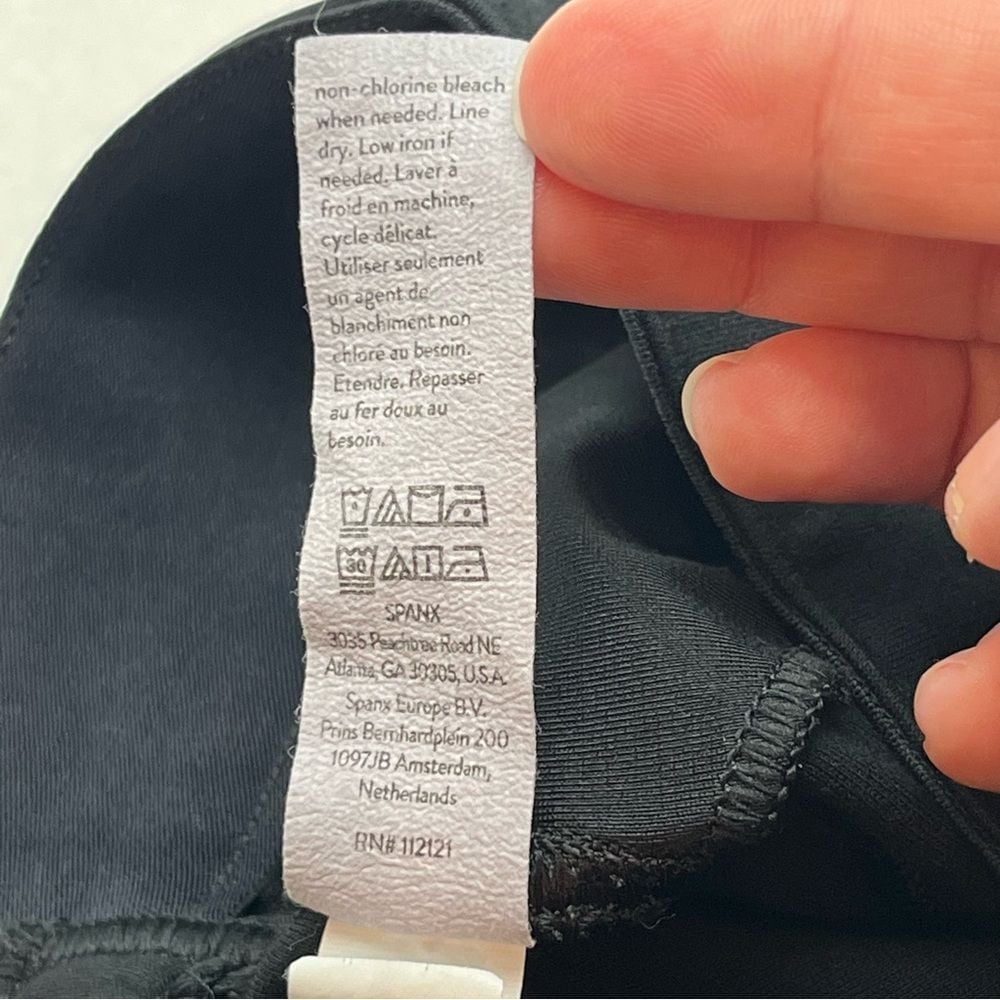 non-chlorine bleach
when needed. Line
dry. Low iron if
needed. Laver à
froid en machine,
cycle délicat.
Utiliser seulement
un agent de
blanchiment non
chloré au besoin.
Etendre. Repasser
au fer doux au
besoin.
30
SPANX
3035 Peachtree Road NE
Atlanta, GA 30305, U.S.A.
Spanx Europe B.V.
Prins Bernhardplein 200
1097JB Amsterdam,
Netherlands
RN# 112121